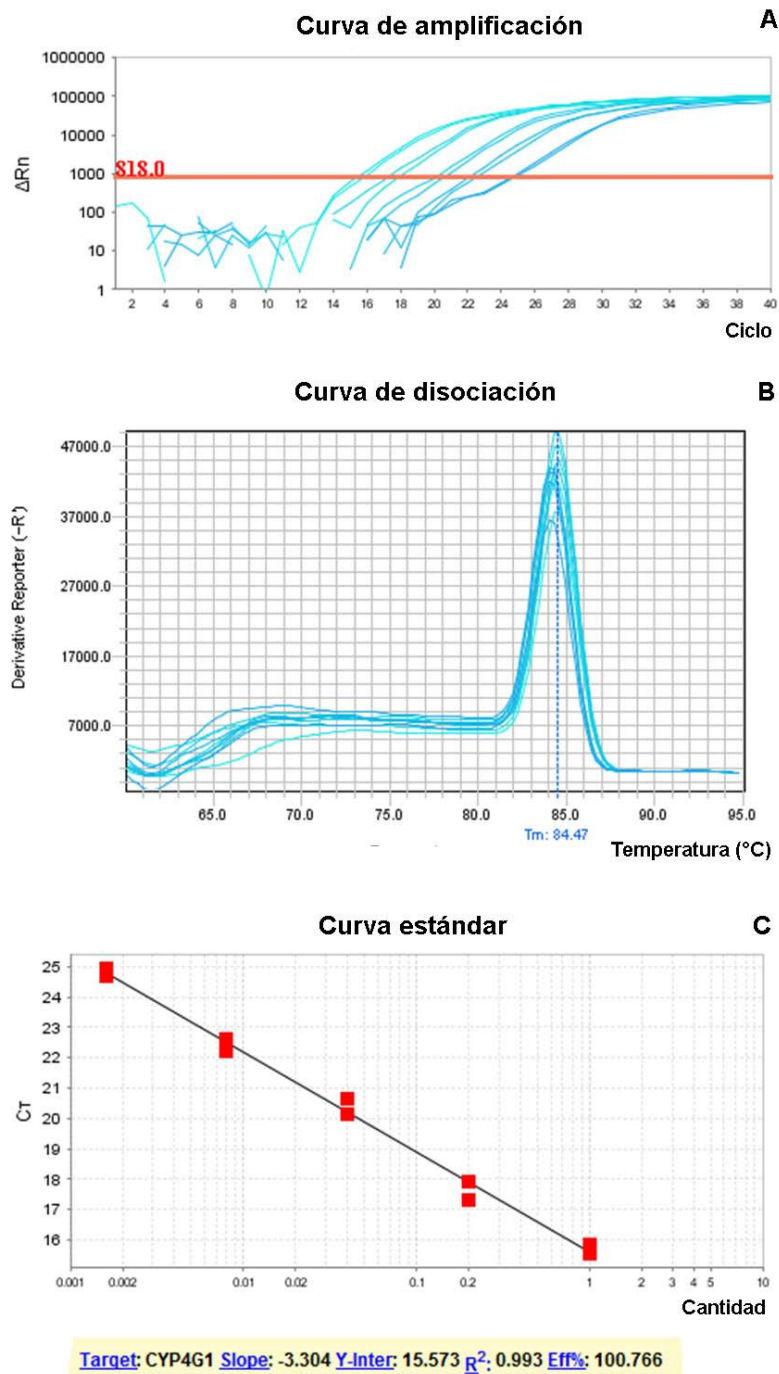 Curva de amplificación A
1000000
100000
10000
1000
818.0
100
10
1
ΔRn
2 4 6 8 10 12 14 16 18 20 22 24 26 28 30 32 34 36 38 40
Ciclo
Curva de disociación B
47000.0
37000.0
27000.0
17000.0
7000.0
Derivative Reporter (-R')
65.0 70.0 75.0 80.0 85.0 90.0 95.0
Tm: 84.47
Temperatura (°C)
Curva estándar C
25
24
23
22
21
20
19
18
17
16
CT
0.001 0.002 0.01 0.02 0.1 0.2 1 2 3 4 5 10
Cantidad
Target: CYP4G1 Slope: -3.304 Y-Inter: 15.573 R²: 0.993 Eff%: 100.766